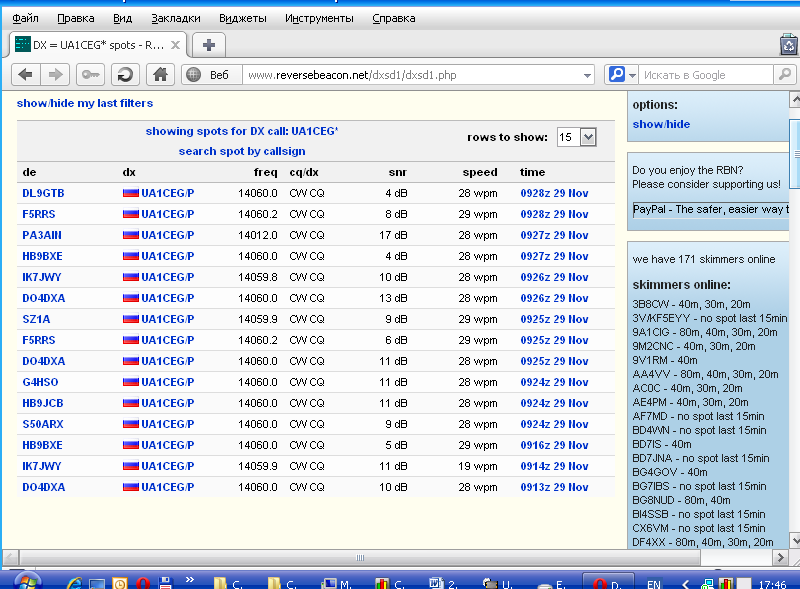 Файл Правка Вид Закладки Виджеты Инструменты Справка
DX = UA1CEG* spots - R...
Веб www.reversebeacon.net/dxsd1/dxsd1.php Искать в Google
show/hide my last filters
showing spots for DX call: UA1CEG*
search spot by callsign
rows to show: 15
de dx freq cq/dx snr speed time
DL9GTB UA1CEG/P 14060.0 CW CQ 4 dB 28 wpm 0928z 29 Nov
F5RRS UA1CEG/P 14060.2 CW CQ 8 dB 29 wpm 0928z 29 Nov
PA3AIN UA1CEG/P 14012.0 CW CQ 17 dB 28 wpm 0927z 29 Nov
HB9BXE UA1CEG/P 14060.0 CW CQ 4 dB 28 wpm 0927z 29 Nov
IK7JWY UA1CEG/P 14059.8 CW CQ 10 dB 28 wpm 0926z 29 Nov
DO4DXA UA1CEG/P 14060.0 CW CQ 13 dB 28 wpm 0926z 29 Nov
SZ1A UA1CEG/P 14059.9 CW CQ 9 dB 29 wpm 0925z 29 Nov
F5RRS UA1CEG/P 14060.2 CW CQ 6 dB 29 wpm 0925z 29 Nov
DO4DXA UA1CEG/P 14060.0 CW CQ 11 dB 28 wpm 0925z 29 Nov
G4HSO UA1CEG/P 14060.0 CW CQ 11 dB 28 wpm 0924z 29 Nov
HB9JCB UA1CEG/P 14060.0 CW CQ 11 dB 28 wpm 0924z 29 Nov
S50ARX UA1CEG/P 14060.0 CW CQ 9 dB 28 wpm 0924z 29 Nov
HB9BXE UA1CEG/P 14060.0 CW CQ 5 dB 29 wpm 0916z 29 Nov
IK7JWY UA1CEG/P 14059.9 CW CQ 11 dB 19 wpm 0914z 29 Nov
DO4DXA UA1CEG/P 14060.0 CW CQ 10 dB 28 wpm 0913z 29 Nov
options:
show/hide
Do you enjoy the RBN?
Please consider supporting us!
PayPal - The safer, easier way t
we have 171 skimmers online
skimmers online:
3B8CW - 40m, 30m, 20m
3V/KF5EYY - no spot last 15min
9A1CIG - 80m, 40m, 30m, 20m
9M2CNC - 40m, 30m, 20m
9V1RM - 40m
AA4VV - 80m, 40m, 30m, 20m
AC0C - 40m, 30m, 20m
AE4PM - 40m, 30m, 20m
AF7MD - no spot last 15min
BD4WN - no spot last 15min
BD7IS - 40m
BD7JNA - no spot last 15min
BG4GOV - 40m
BG7IBS - no spot last 15min
BG8NUD - 80m, 40m
BI4SSB - no spot last 15min
CX6VM - no spot last 15min
DF4XX - 80m, 40m, 30m, 20m
» С. С. М. С. 2. U. E. D. EN 17:46